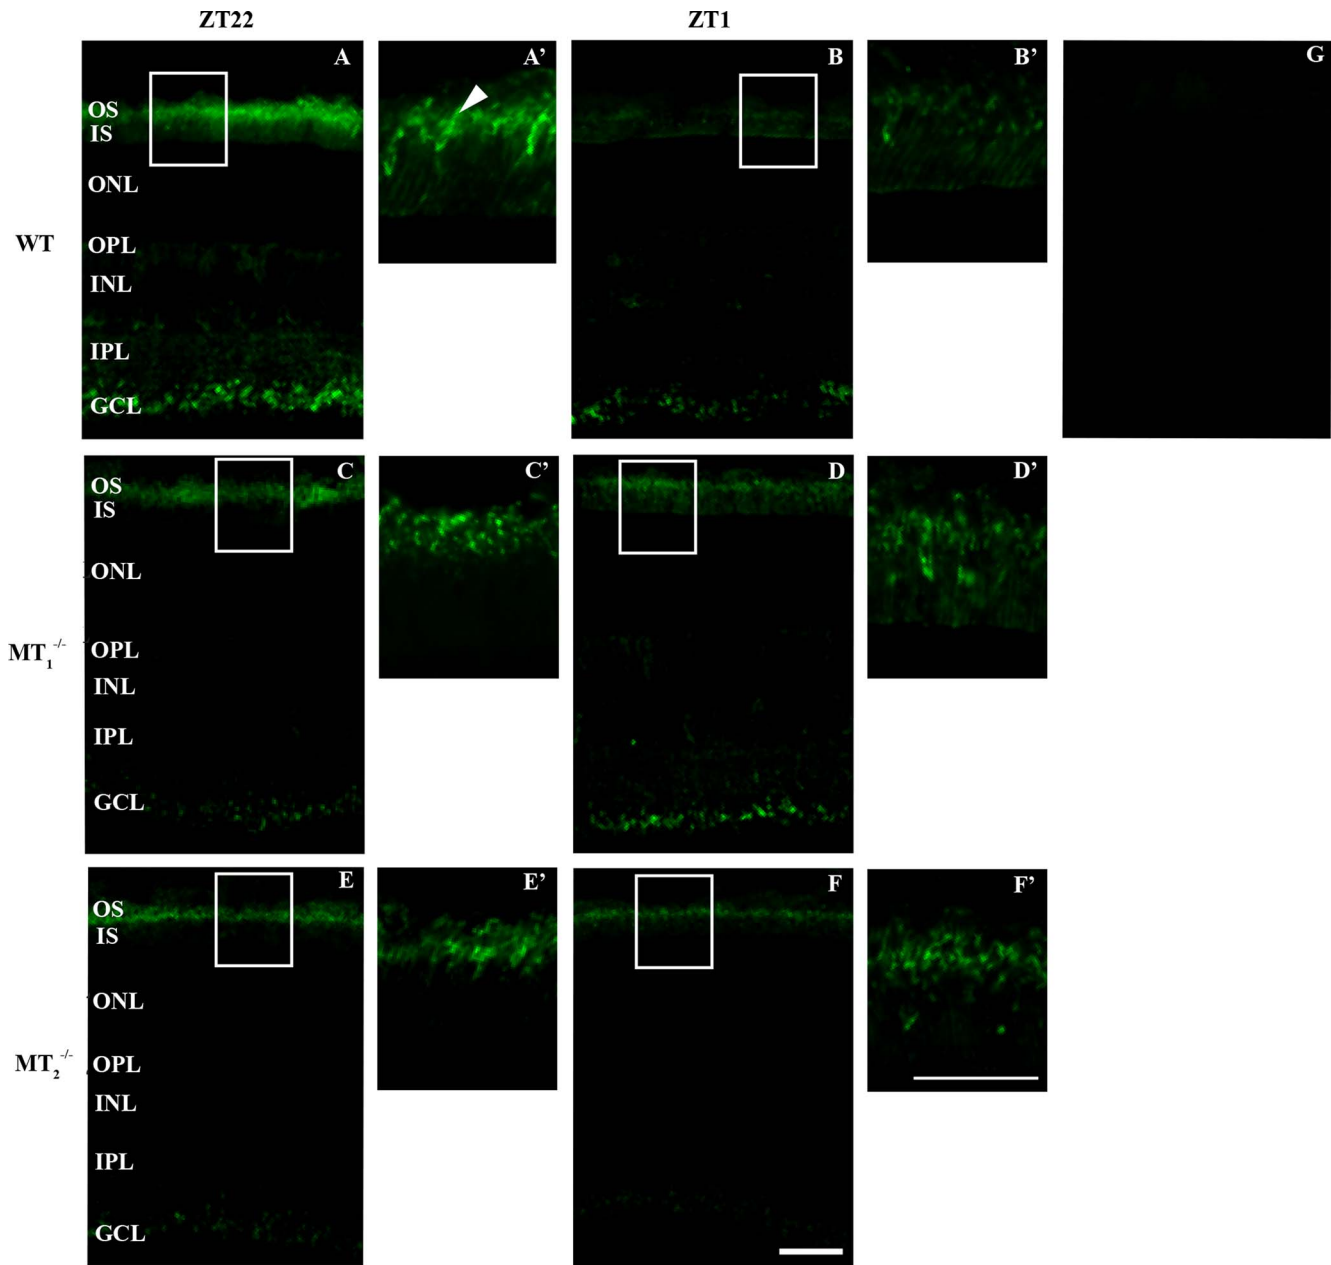 ZT22
ZT1
A
A’
B
B’
G
OS
IS
ONL
WT
OPL
INL
IPL
GCL
C
C’
D
D’
OS
IS
ONL
MT1-/-
OPL
INL
IPL
GCL
E
E’
F
F’
OS
IS
ONL
MT2-/-
OPL
INL
IPL
GCL